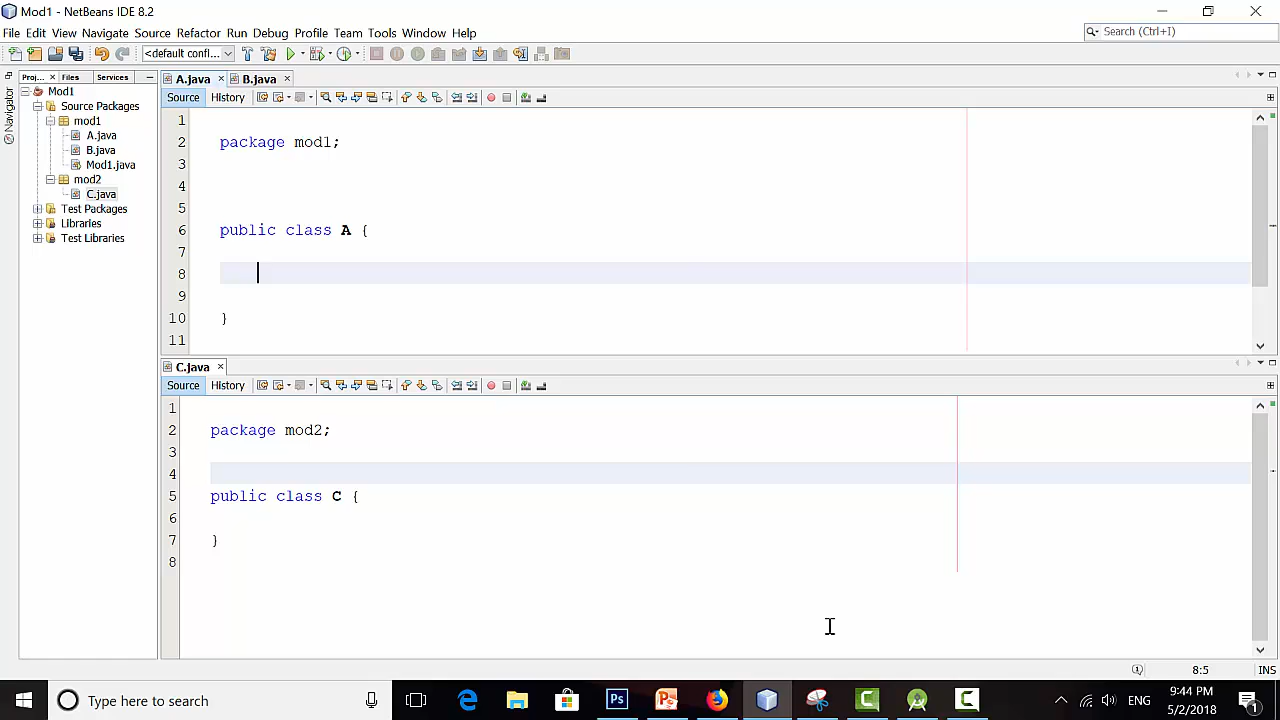 Mod1 - NetBeans IDE 8.2
File Edit View Navigate Source Refactor Run Debug Profile Team Tools Window Help
Search (Ctrl+I)
<default confi...
Proj... Files Services
Navigator
Mod1
Source Packages
mod1
A.java
B.java
Mod1.java
mod2
C.java
Test Packages
Libraries
Test Libraries
A.java B.java
Source History
1
2 package mod1;
3
4
5
6 public class A {
7
8
9
10 }
11
C.java
Source History
1
2 package mod2;
3
4
5 public class C {
6
7 }
8
8:5 INS
Type here to search
Ps
ENG
9:44 PM
5/2/2018
1